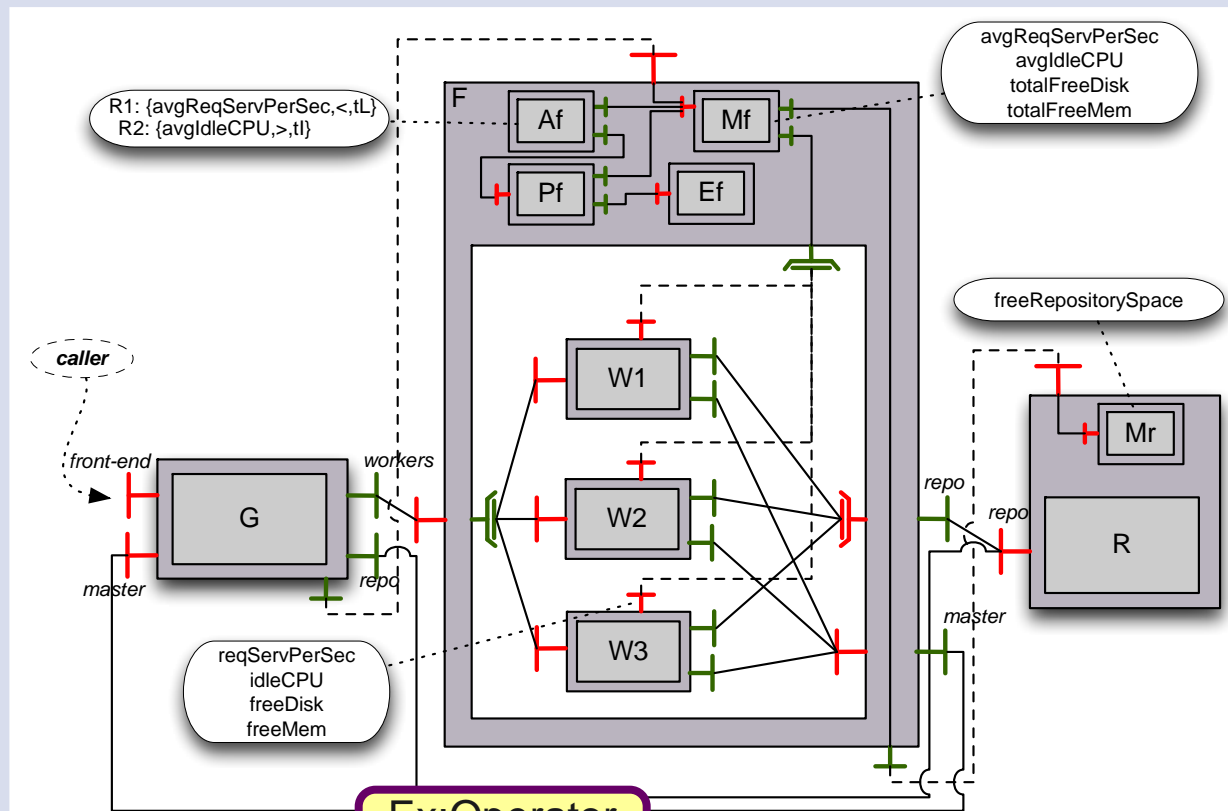 avgReqServPerSec
avgIdleCPU
totalFreeDisk
totalFreeMem
R1: {avgReqServPerSec,<,tL}
R2: {avgIdleCPU,>,tI}
F
Af
Mf
Pf
Ef
freeRepositorySpace
caller
W1
Mr
front-end
workers
G
W2
repo
repo
R
master
repo
master
W3
reqServPerSec
idleCPU
freeDisk
freeMem